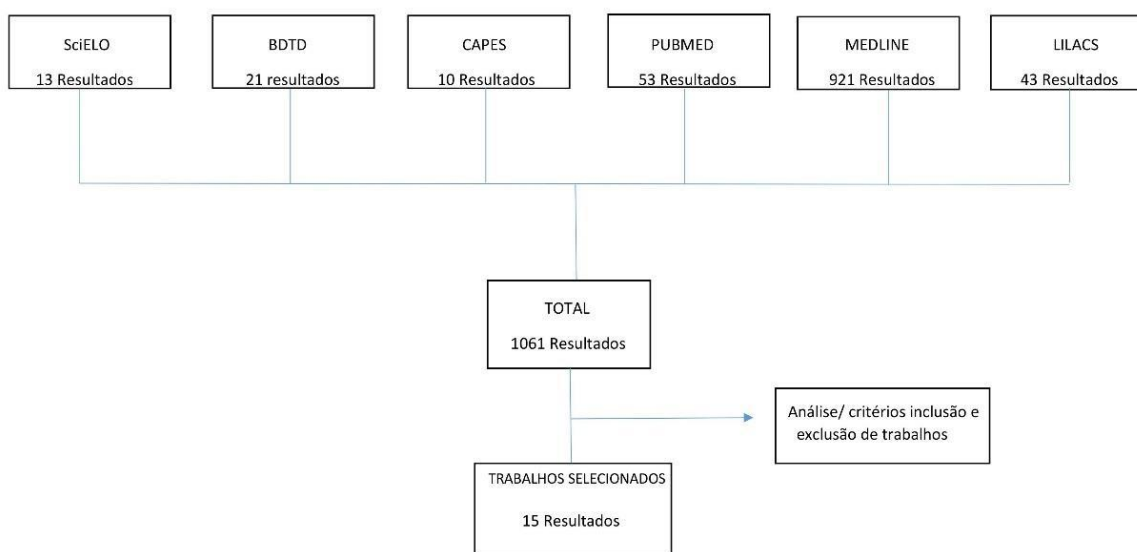 SciELO
13 Resultados
BDTD
21 resultados
CAPES
10 Resultados
PUBMED
53 Resultados
MEDLINE
921 Resultados
LILACS
43 Resultados
TOTAL
1061 Resultados
Análise/ critérios inclusão e
exclusão de trabalhos
TRABALHOS SELECIONADOS
15 Resultados